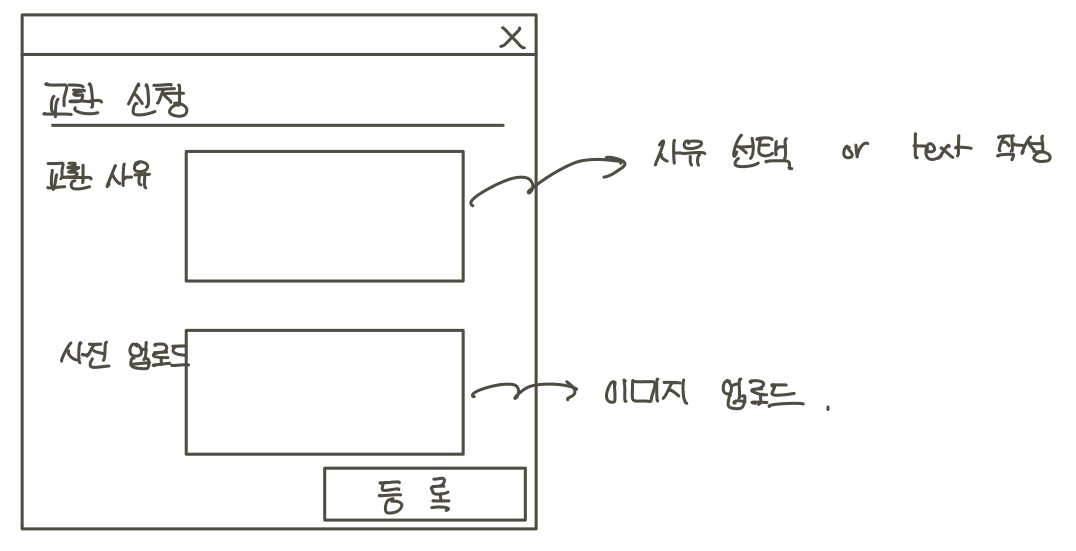 X
교환 신청
교환 사유
사유 선택 or text 작성
사진 업로드
이미지 업로드.
등록